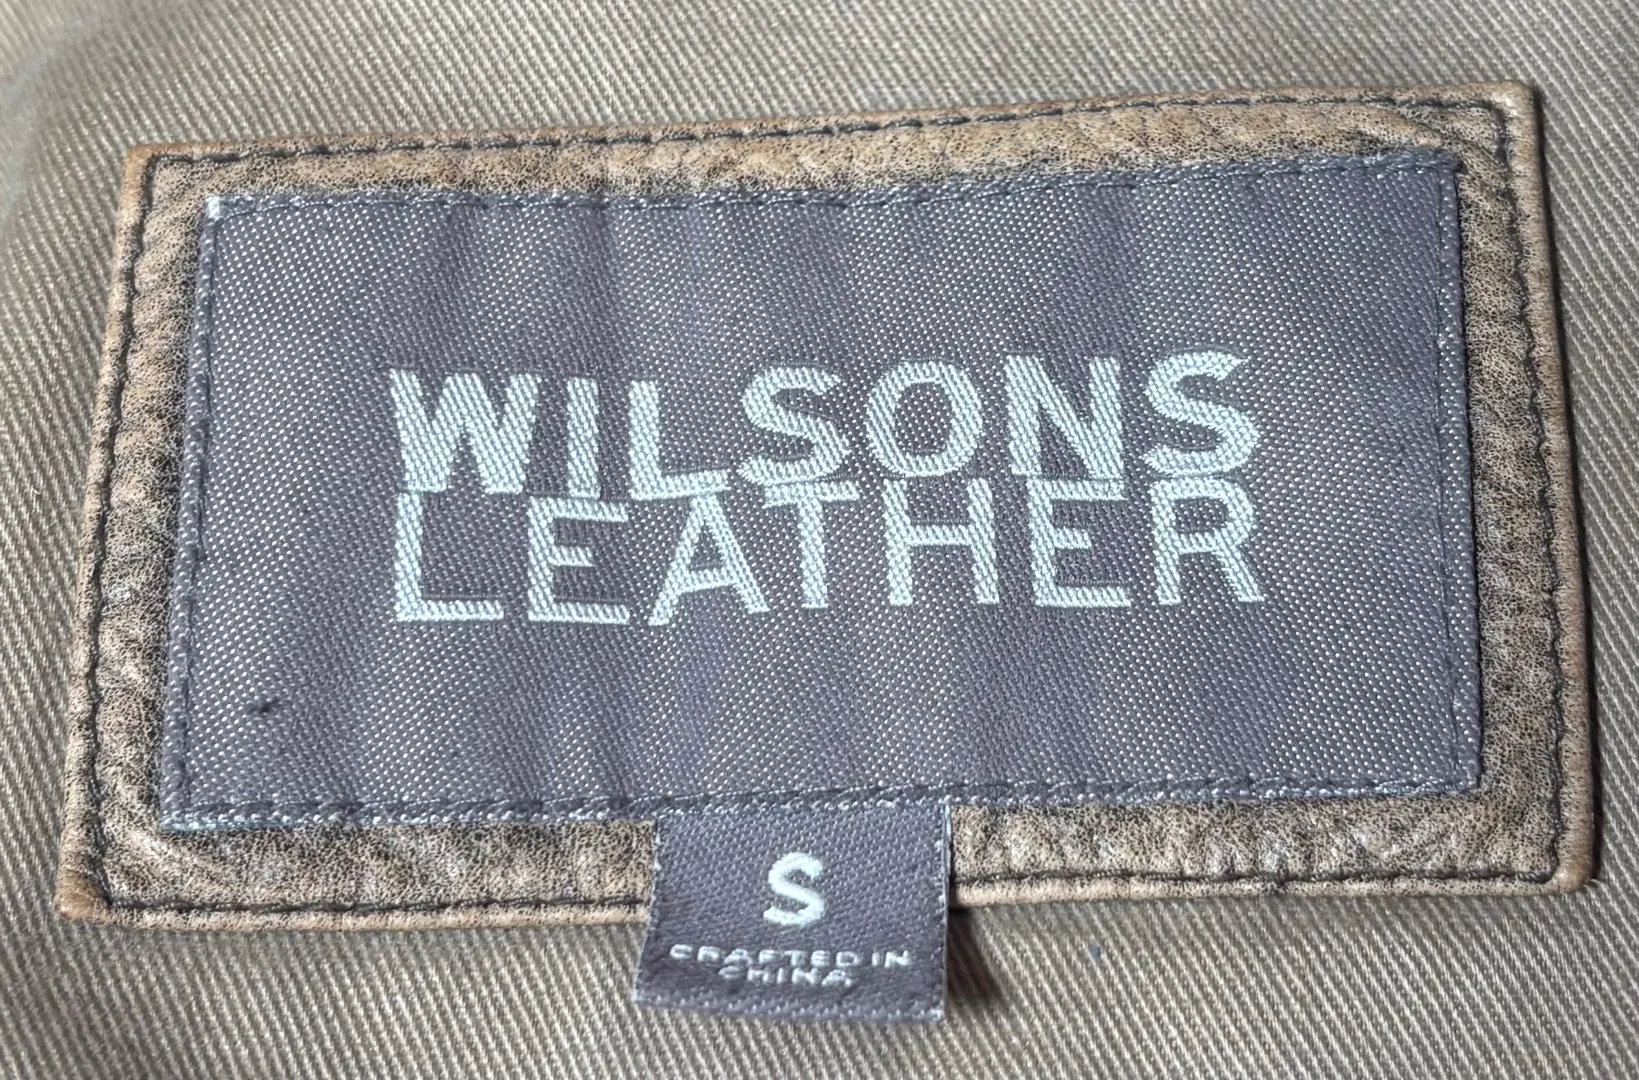 WILSONS
LEATHER
S
CRAFTED IN
CHINA